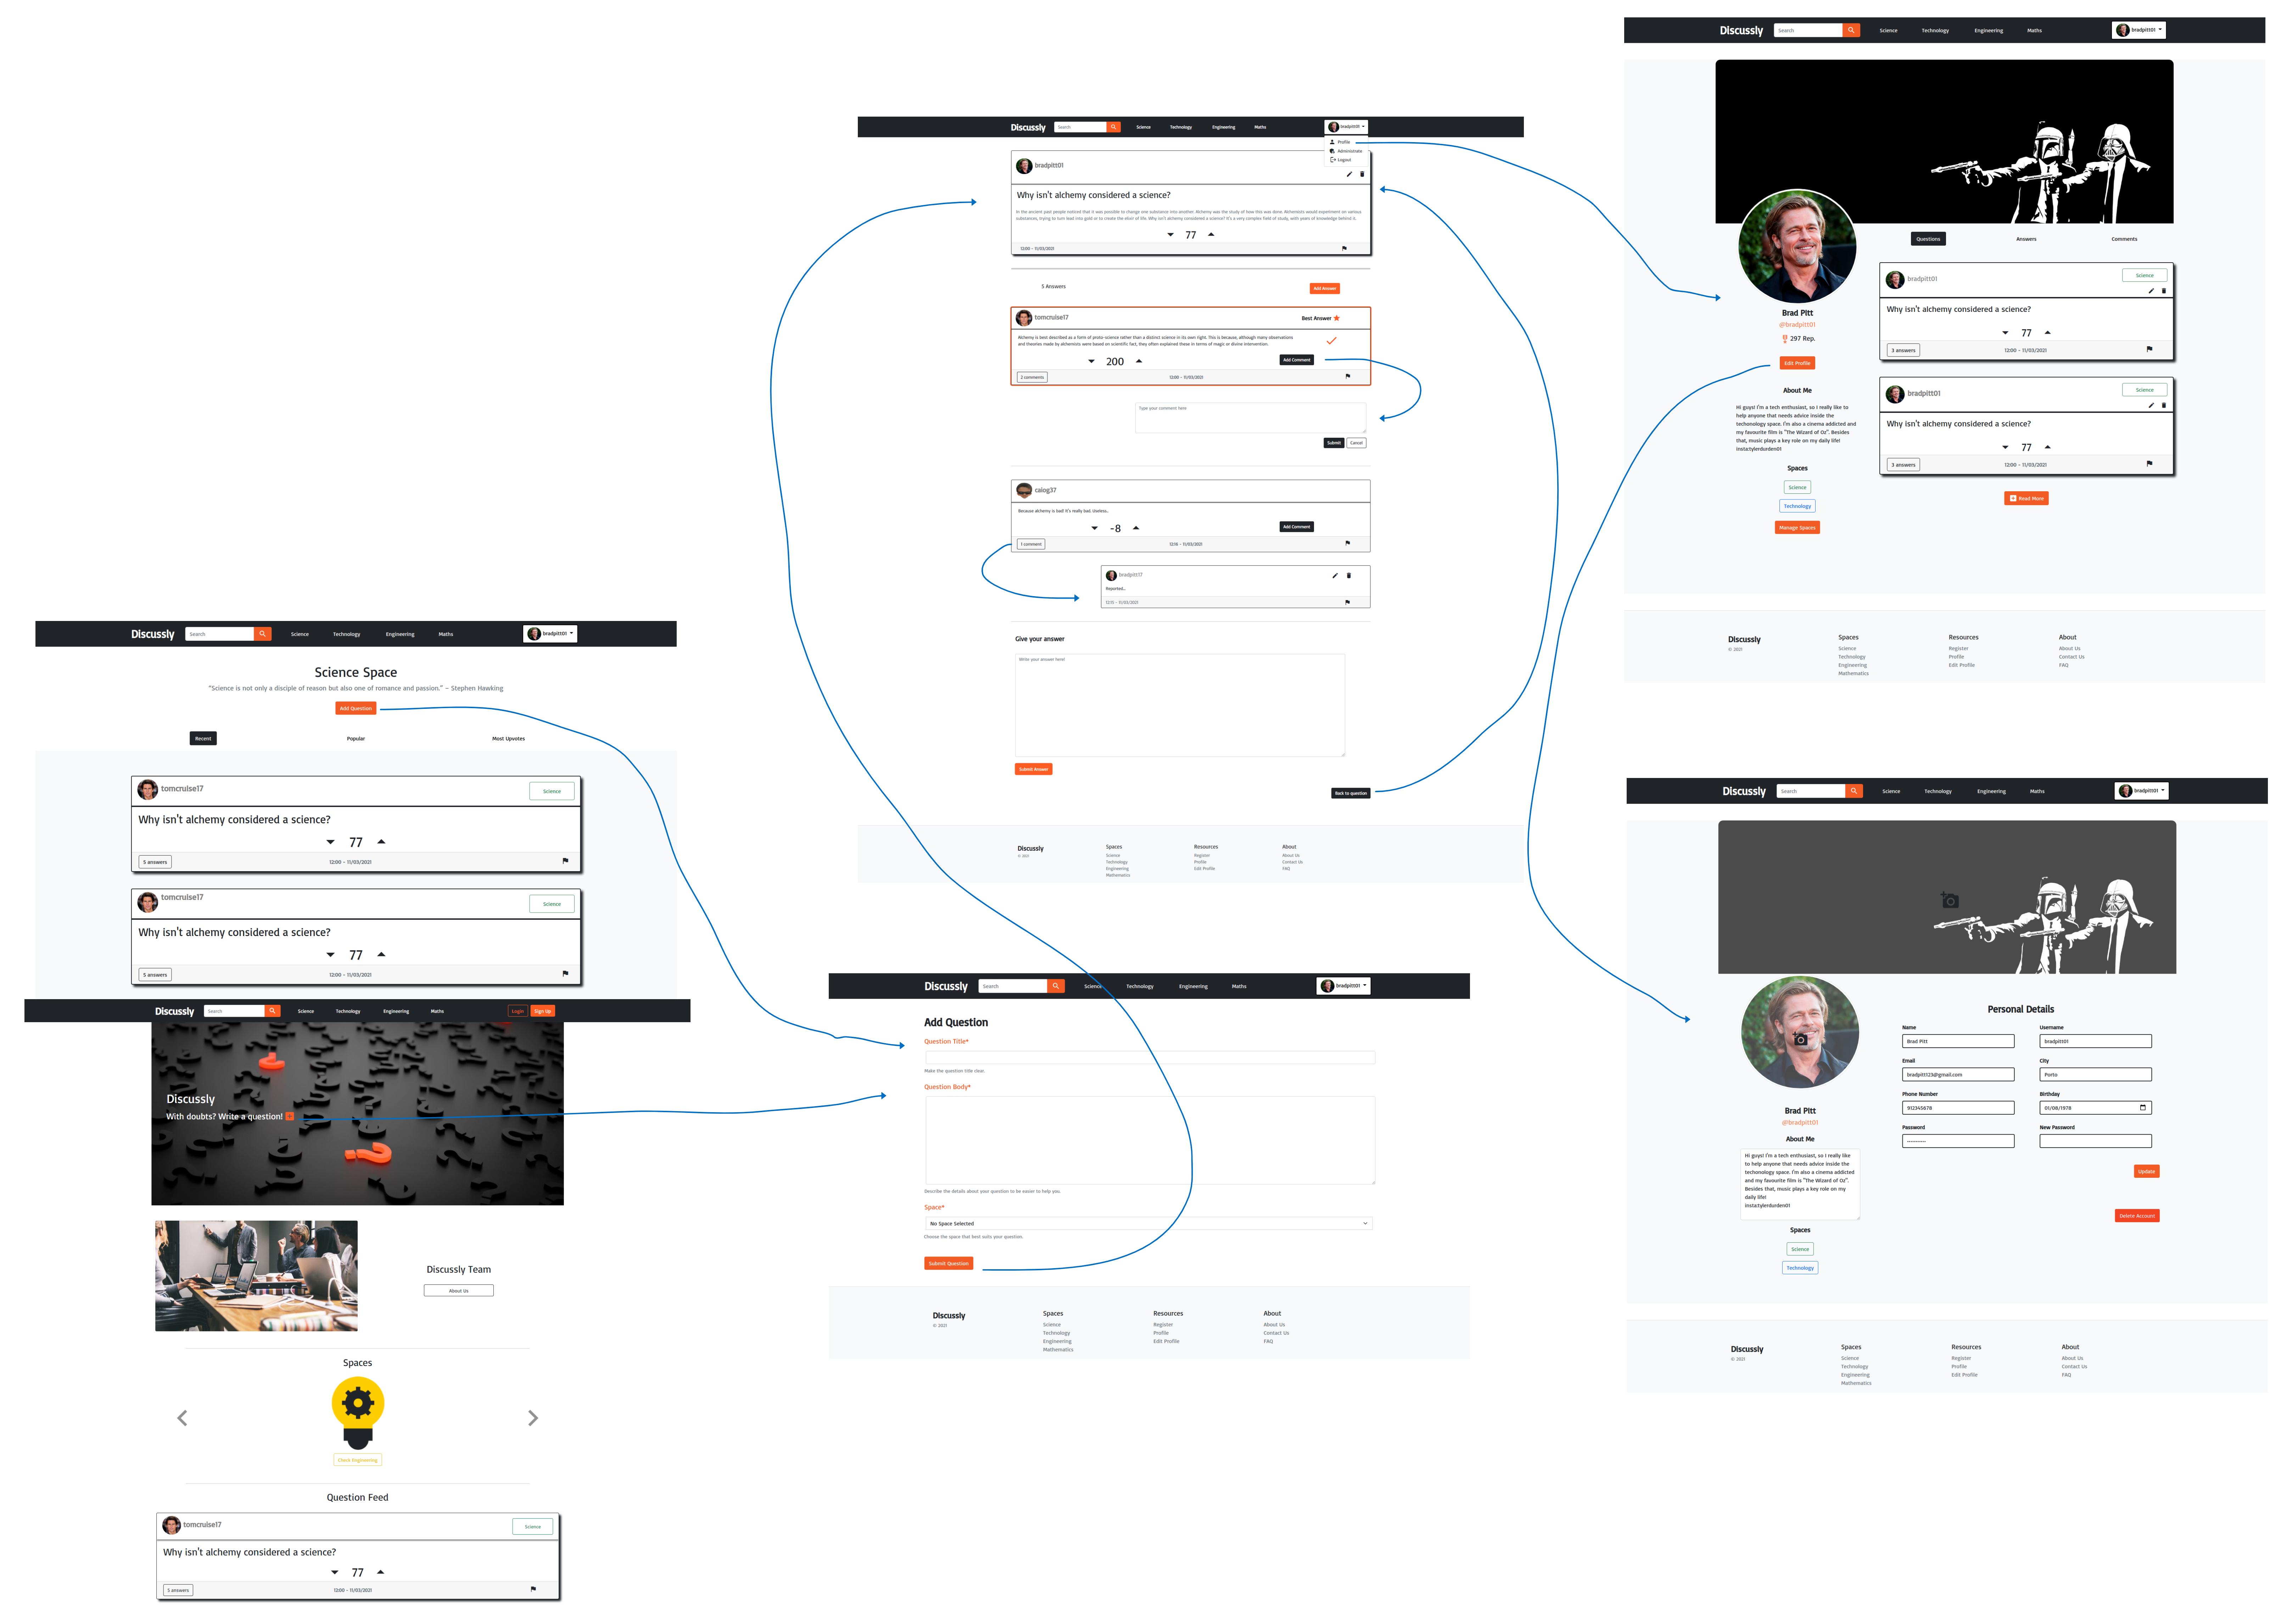 Discussly Search Science Technology Engineering Maths bradpitt01
Science Space
"Science is not only a disciple of reason but also one of romance and passion." – Stephen Hawking
Add Question
Recent Popular Most Upvotes
tomcruise17 Science
Why isn't alchemy considered a science?
77
5 answers 12:00 - 11/03/2021
tomcruise17 Science
Why isn't alchemy considered a science?
77
5 answers 12:00 - 11/03/2021
Discussly Search Science Technology Engineering Maths Login Sign Up
Discussly
With doubts? Write a question!
Discussly Team
About Us
Spaces
Check Engineering
Question Feed
tomcruise17 Science
Why isn't alchemy considered a science?
77
5 answers 12:00 - 11/03/2021
Discussly Search Science Technology Engineering Maths bradpitt01
Profile
Administrate
Logout
bradpitt01
Why isn't alchemy considered a science?
In the ancient past people noticed that it was possible to change one substance into another. Alchemy was the study of how this was done. Alchemists would experiment on various
substances, trying to turn lead into gold or to create the elixir of life. Why isn't alchemy considered a science? It's a very complex field of study, with years of knowledge behind it.
77
12:00 - 11/03/2021
5 Answers Add Answer
tomcruise17 Best Answer
Alchemy is best described as a form of proto-science rather than a distinct science in its own right. This is because, although many observations
and theories made by alchemists were based on scientific fact, they often explained these in terms of magic or divine intervention.
200 Add Comment
2 comments 12:00 - 11/03/2021
Type your comment here
Submit Cancel
caiog37
Because alchemy is bad! It's really bad. Useless..
-8 Add Comment
1 comment 12:16 - 11/03/2021
bradpitt17
Reported...
12:15 - 11/03/2021
Give your answer
Write your answer here!
Submit Answer
Back to question
Discussly Spaces Resources About
© 2021 Science Register About Us
Technology Profile Contact Us
Engineering Edit Profile FAQ
Mathematics
Discussly Search Science Technology Engineering Maths bradpitt01
Add Question
Question Title*
Make the question title clear.
Question Body*
Describe the details about your question to be easier to help you.
Space*
No Space Selected
Choose the space that best suits your question.
Submit Question
Discussly Spaces Resources About
© 2021 Science Register About Us
Technology Profile Contact Us
Engineering Edit Profile FAQ
Mathematics
Discussly Search Science Technology Engineering Maths bradpitt01
Questions Answers Comments
Brad Pitt
@bradpitt01
297 Rep.
Edit Profile
About Me
Hi guys! I'm a tech enthusiast, so I really like
to help anyone that needs advice inside the
techonology space. I'm also a cinema addicted and
my favourite film is "The Wizard of Oz". Besides
that, music plays a key role on my daily life!
insta:tylerdurden01
Spaces
Science
Technology
Manage Spaces
bradpitt01 Science
Why isn't alchemy considered a science?
77
3 answers 12:00 - 11/03/2021
bradpitt01 Science
Why isn't alchemy considered a science?
77
3 answers 12:00 - 11/03/2021
Read More
Discussly Spaces Resources About
© 2021 Science Register About Us
Technology Profile Contact Us
Engineering Edit Profile FAQ
Mathematics
Discussly Search Science Technology Engineering Maths bradpitt01
Brad Pitt
@bradpitt01
About Me
Hi guys! I'm a tech enthusiast, so I really like
to help anyone that needs advice inside the
techonology space. I'm also a cinema addicted
and my favourite film is "The Wizard of Oz".
Besides that, music plays a key role on my
daily life!
insta:tylerdurden01
Spaces
Science
Technology
Personal Details
Name Username
Brad Pitt bradpitt01
Email City
bradpitt123@gmail.com Porto
Phone Number Birthday
912345678 01/08/1978
Password New Password
Update
Delete Account
Discussly Spaces Resources About
© 2021 Science Register About Us
Technology Profile Contact Us
Engineering Edit Profile FAQ
Mathematics